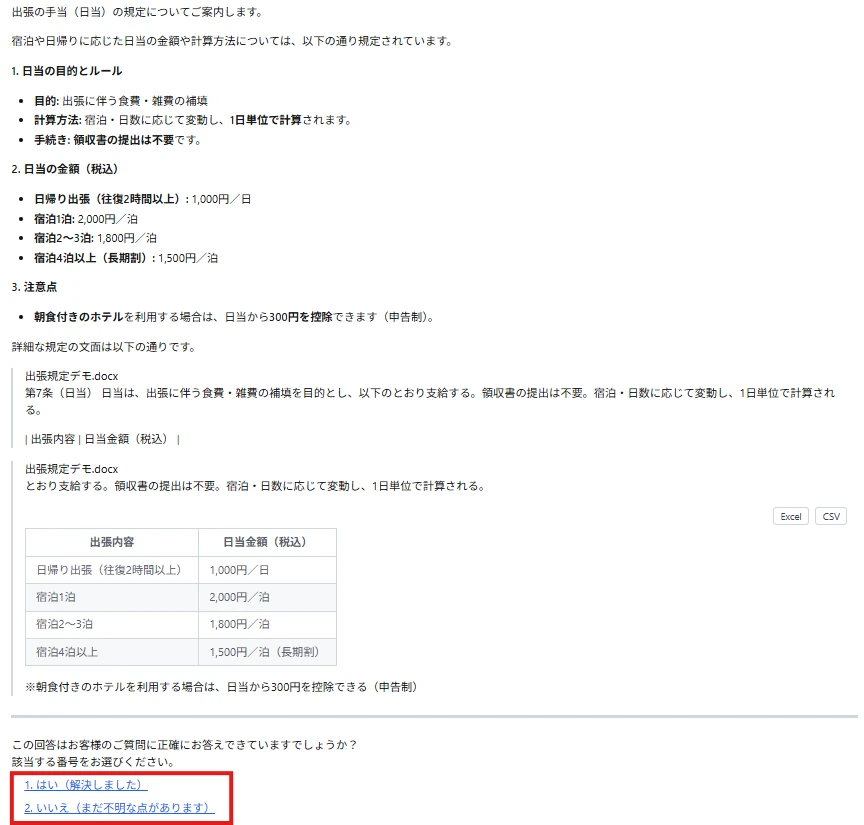 出張の手当（日当）の規定についてご案内します。
宿泊や日帰りに応じた日当の金額や計算方法については、以下の通り規定されています。
1. 日当の目的とルール
• 目的: 出張に伴う食費・雑費の補填
• 計算方法: 宿泊・日数に応じて変動し、1日単位で計算されます。
• 手続き: 領収書の提出は不要です。
2. 日当の金額（税込）
• 日帰り出張（往復2時間以上）: 1,000円／日
• 宿泊1泊: 2,000円／泊
• 宿泊2〜3泊: 1,800円／泊
• 宿泊4泊以上（長期割）: 1,500円／泊
3. 注意点
• 朝食付きのホテルを利用する場合は、日当から300円を控除できます（申告制）。
詳細な規定の文面は以下の通りです。
出張規定デモ.docx
第7条（日当） 日当は、出張に伴う食費・雑費の補填を目的とし、以下のとおり支給する。領収書の提出は不要。宿泊・日数に応じて変動し、1日単位で計算され
る。
| 出張内容 | 日当金額（税込） |
出張規定デモ.docx
とおり支給する。領収書の提出は不要。宿泊・日数に応じて変動し、1日単位で計算される。
Excel CSV
出張内容 日当金額（税込）
日帰り出張（往復2時間以上） 1,000円／日
宿泊1泊 2,000円／泊
宿泊2〜3泊 1,800円／泊
宿泊4泊以上 1,500円／泊（長期割）
※朝食付きのホテルを利用する場合は、日当から300円を控除できる（申告制）
この回答はお客様のご質問に正確にお答えできていますでしょうか？
該当する番号をお選びください。
1. はい（解決しました）
2. いいえ（まだ不明な点があります）